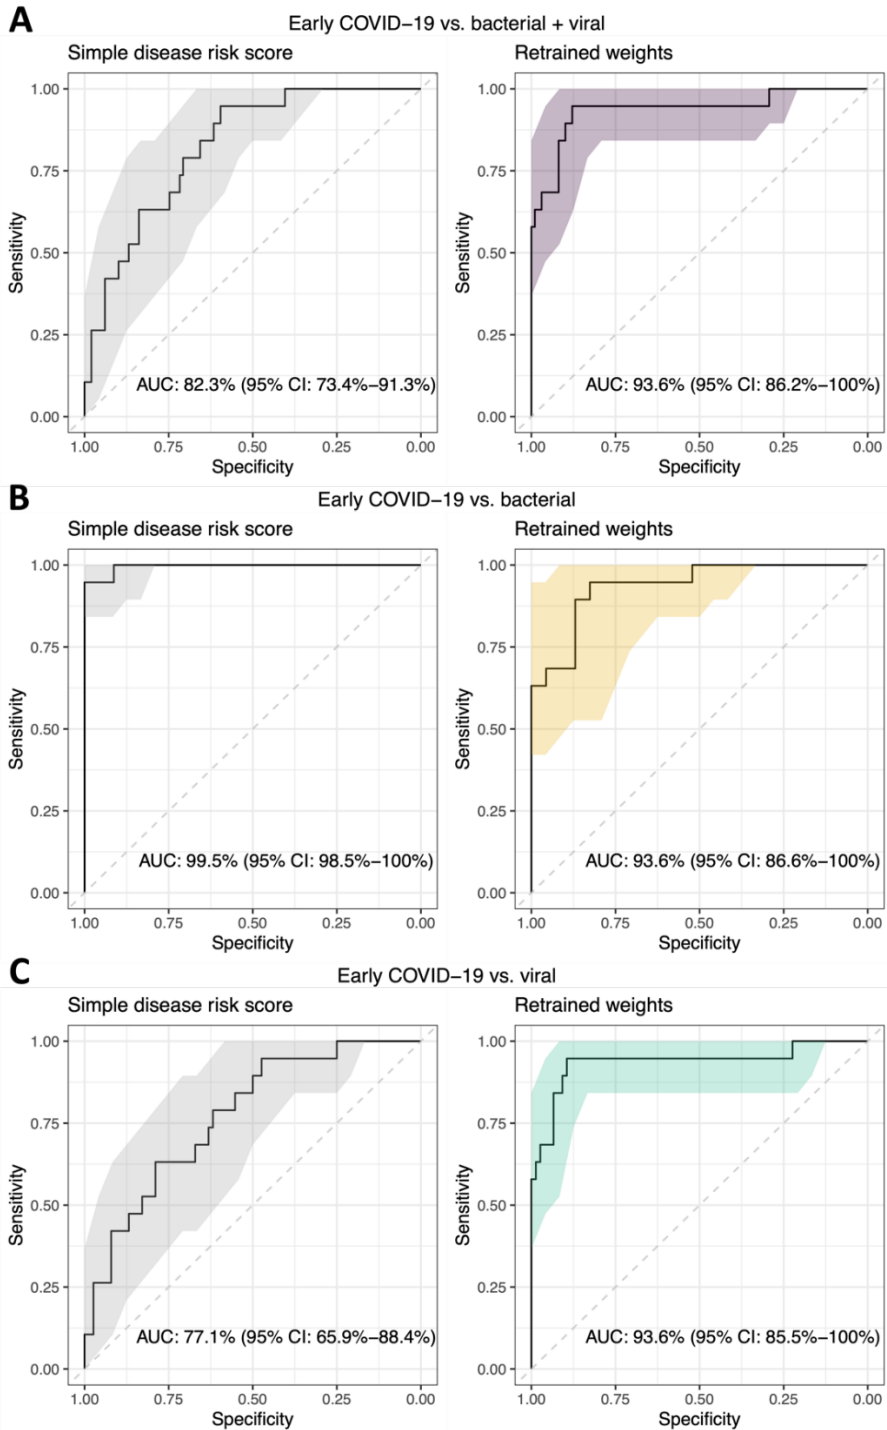 A
Early COVID−19 vs. bacterial + viral
Simple disease risk score
Retrained weights
1.00
0.75
0.50
0.25
0.00
Sensitivity
AUC: 82.3% (95% CI: 73.4%−91.3%)
1.00 0.75 0.50 0.25 0.00
Specificity
1.00
0.75
0.50
0.25
0.00
Sensitivity
AUC: 93.6% (95% CI: 86.2%−100%)
1.00 0.75 0.50 0.25 0.00
Specificity
B
Early COVID−19 vs. bacterial
Simple disease risk score
Retrained weights
1.00
0.75
0.50
0.25
0.00
Sensitivity
AUC: 99.5% (95% CI: 98.5%−100%)
1.00 0.75 0.50 0.25 0.00
Specificity
1.00
0.75
0.50
0.25
0.00
Sensitivity
AUC: 93.6% (95% CI: 86.6%−100%)
1.00 0.75 0.50 0.25 0.00
Specificity
C
Early COVID−19 vs. viral
Simple disease risk score
Retrained weights
1.00
0.75
0.50
0.25
0.00
Sensitivity
AUC: 77.1% (95% CI: 65.9%−88.4%)
1.00 0.75 0.50 0.25 0.00
Specificity
1.00
0.75
0.50
0.25
0.00
Sensitivity
AUC: 93.6% (95% CI: 85.5%−100%)
1.00 0.75 0.50 0.25 0.00
Specificity